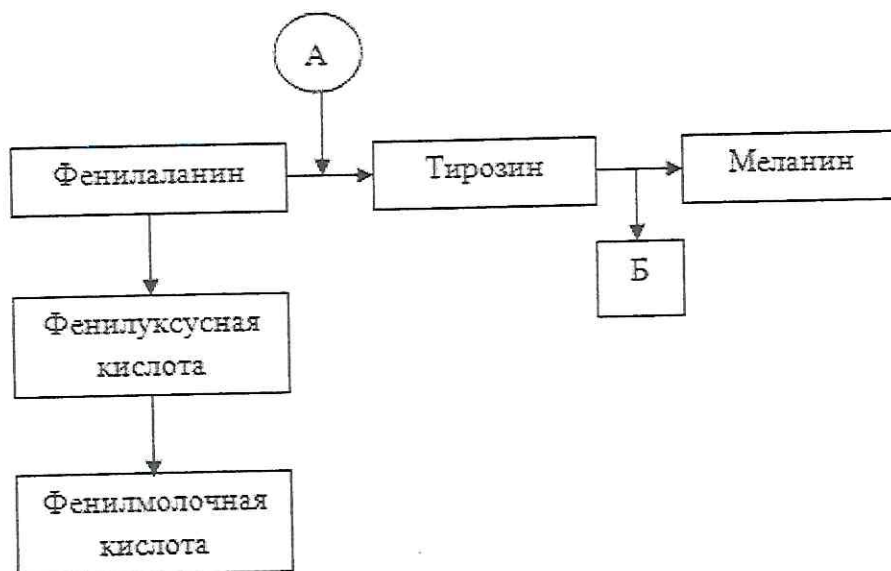 А
Фенилаланин
Тирозин
Меланин
Б
Фенилуксусная
кислота
Фенилмолочная
кислота